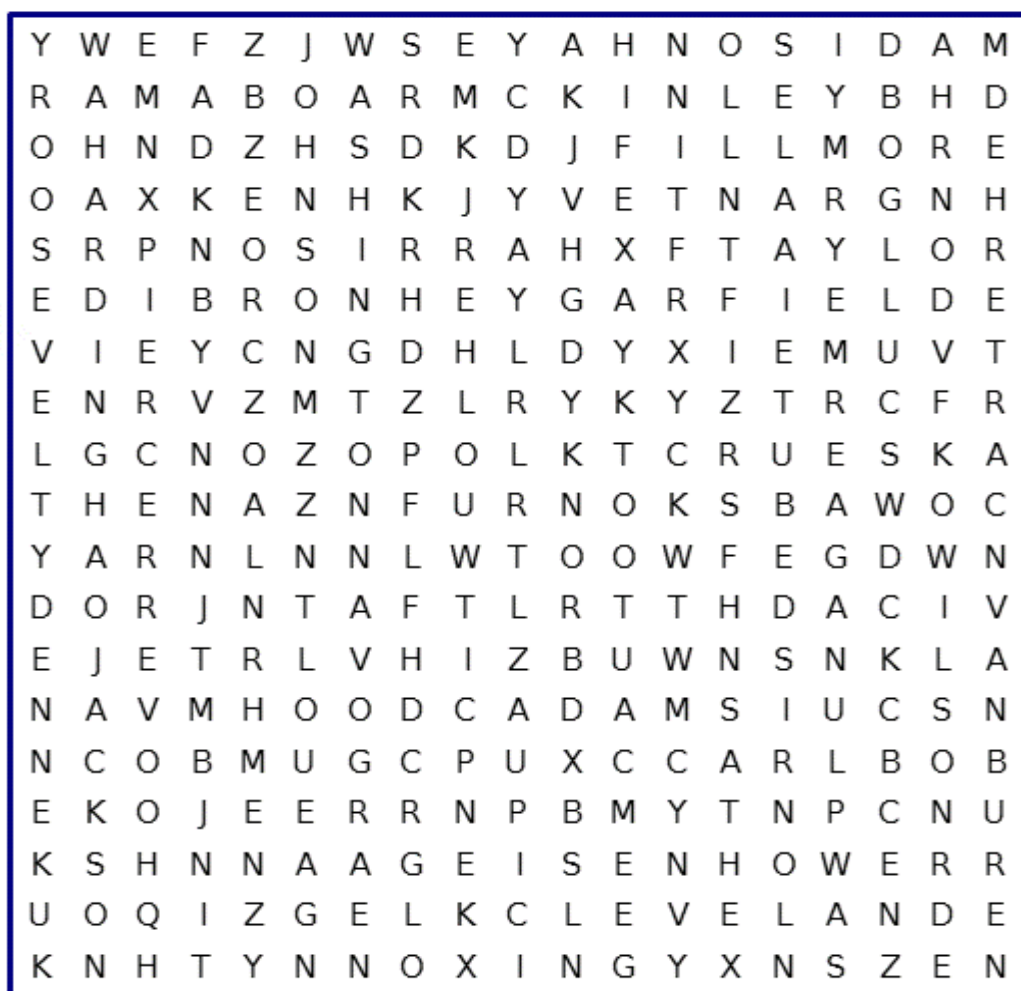 Y W E F Z J W S E Y A H N O S I D A M
R A M A B O A R M C K I N L E Y B H D
O H N D Z H S D K D J F I L L M O R E
O A X K E N H K J Y V E T N A R G N H
S R P N O S I R R A H X F T A Y L O R
E D I B R O N H E Y G A R F I E L D E
V I E Y C N G D H L D Y X I E M U V T
E N R V Z M T Z L R Y K Y Z T R C F R
L G C N O Z O P O L K T C R U E S K A
T H E N A Z N F U R N O K S B A W O C
Y A R N L N N L W T O O W F E G D W N
D O R J N T A F T L R T T H D A C I V
E J E T R L V H I Z B U W N S N K L A
N A V M H O O D C A D A M S I U C S N
N C O B M U G C P U X C C A R L B O B
E K O J E E R R N P B M Y T N P C N U
K S H N N A A G E I S E N H O W E R R
U O Q I Z G E L K C L E V E L A N D E
K N H T Y N N O X I N G Y X N S Z E N